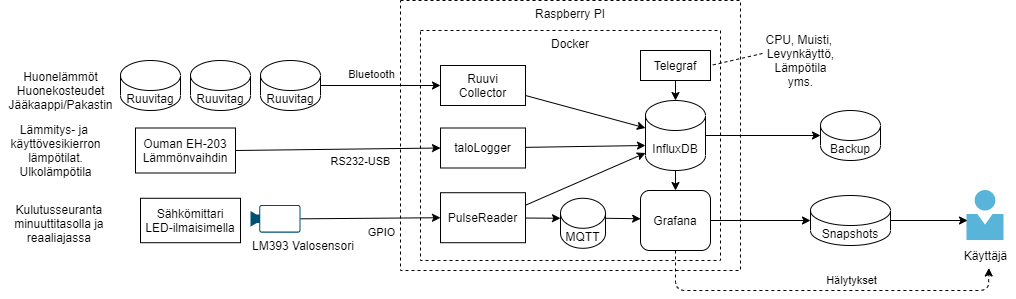 Raspberry PI
Docker
CPU, Muisti,
Levynkäyttö,
Lämpötila
yms.
Telegraf
Huonelämmöt
Huonekosteudet
Jääkaappi/Pakastin
Ruuvitag
Ruuvitag
Ruuvitag
Bluetooth
Ruuvi
Collector
Lämmitys- ja
käyttövesikierron
lämpötilat.
Ulkolämpötila
Ouman EH-203
Lämmönvaihdin
RS232-USB
taloLogger
InfluxDB
Backup
Kulutusseuranta
minuuttitasolla ja
reaaliajassa
Sähkömittari
LED-ilmaisimella
LM393 Valosensori
GPIO
PulseReader
MQTT
Grafana
Snapshots
Käyttäjä
Hälytykset